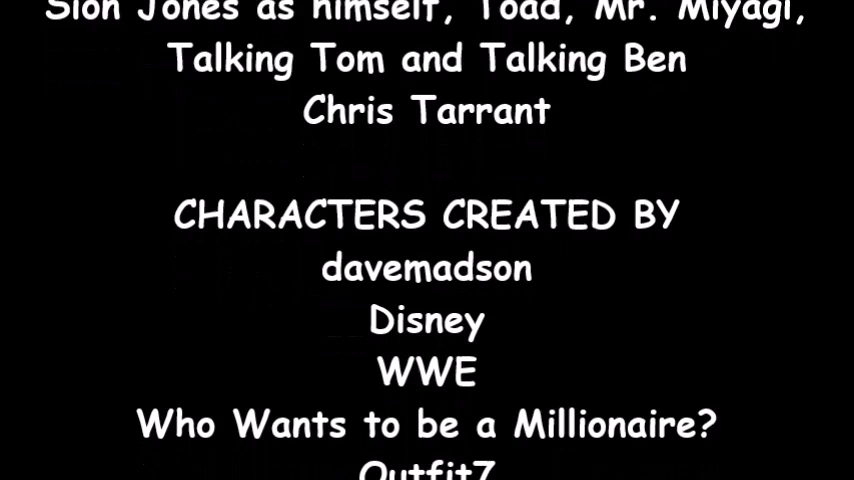 Sion Jones as himself, Toad, Mr. Miyagi,
Talking Tom and Talking Ben
Chris Tarrant
CHARACTERS CREATED BY
davemadson
Disney
WWE
Who Wants to be a Millionaire?
Outfit7